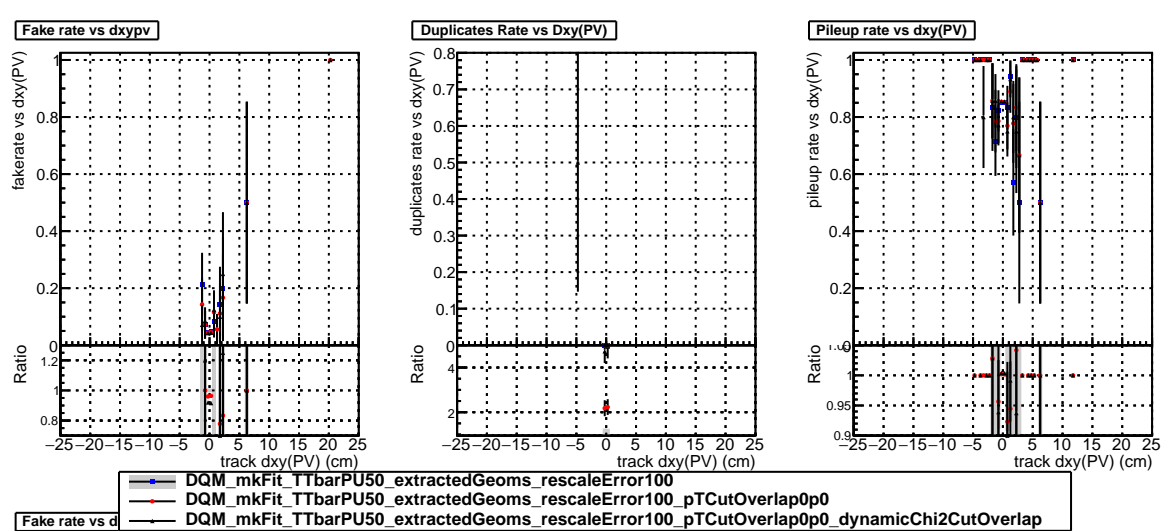 Fake rate vs dxypv
Duplicates Rate vs Dxy(PV)
Pileup rate vs dxy(PV)
fakerate vs dxy(PV)
1
0.8
0.6
0.4
0.2
0
Ratio
1.2
1
0.8
−25 −20 −15 −10 −5 0 5 10 15 20 25
track dxy(PV) (cm)
duplicates rate vs dxy(PV)
0.8
0.7
0.6
0.5
0.4
0.3
0.2
0.1
0
Ratio
4
2
−25 −20 −15 −10 −5 0 5 10 15 20 25
track dxy(PV) (cm)
pileup rate vs dxy(PV)
1
0.8
0.6
0.4
0.2
0
Ratio
1
0.95
0.9
−25 −20 −15 −10 −5 0 5 10 15 20 25
track dxy(PV) (cm)
DQM_mkFit_TTbarPU50_extractedGeoms_rescaleError100
DQM_mkFit_TTbarPU50_extractedGeoms_rescaleError100_pTCutOverlap0p0
DQM_mkFit_TTbarPU50_extractedGeoms_rescaleError100_pTCutOverlap0p0_dynamicChi2CutOverlap
Fake rate vs d